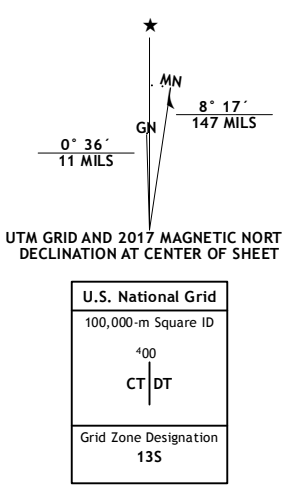 ★
MN
GN
8° 17´
147 MILS
0° 36´
11 MILS
UTM GRID AND 2017 MAGNETIC NORT
DECLINATION AT CENTER OF SHEET
U.S. National Grid
100,000-m Square ID
⁴00
CT DT
Grid Zone Designation
13S